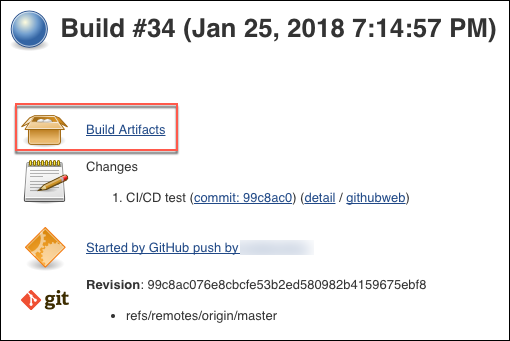 Build #34 (Jan 25, 2018 7:14:57 PM)
Build Artifacts
Changes
1. CI/CD test (commit: 99c8ac0) (detail / githubweb)
Started by GitHub push by
git
Revision: 99c8ac076e8cbcfe53b2ed580982b4159675ebf8
• refs/remotes/origin/master